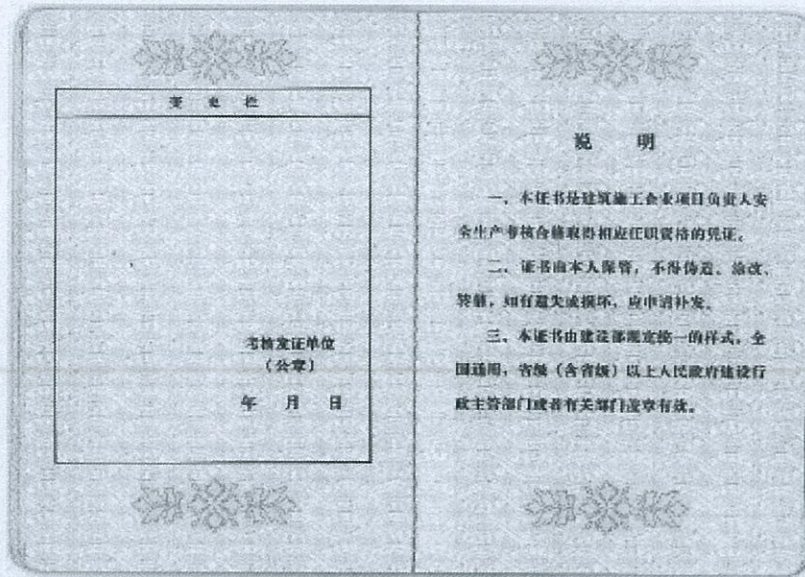 变更栏
考核发证单位
（公章）
年 月 日
说 明
一、本证书是建筑施工企业项目负责人安
全生产考核合格取得相应任职资格的凭证。
二、证书由本人保管，不得伪造、涂改、
转借，如有遗失或损坏，应申请补发。
三、本证书由建设部规定统一的样式，全
国通用，省级（含省级）以上人民政府建设行
政主管部门或者有关部门盖章有效。